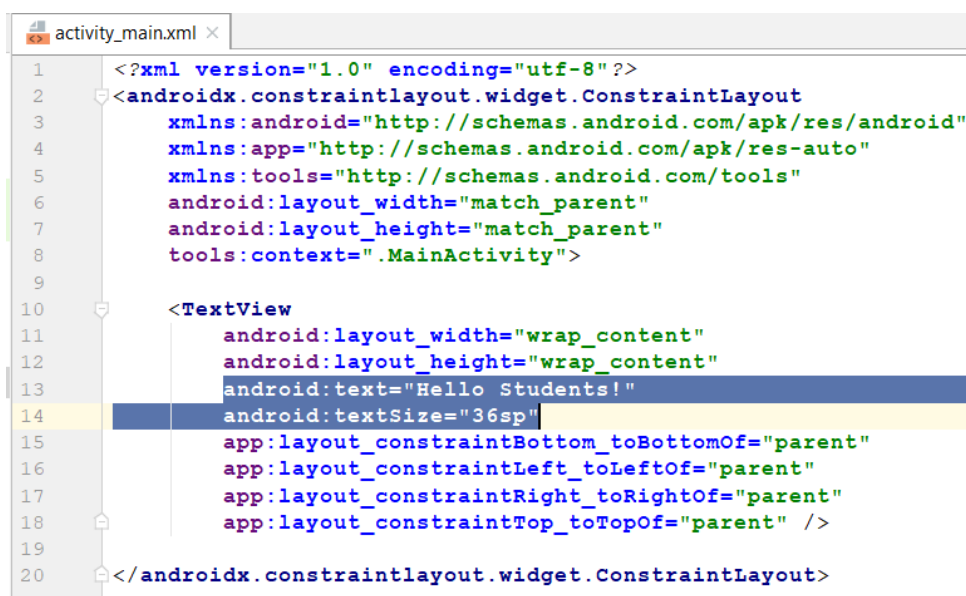 activity_main.xml ×
1 <?xml version="1.0" encoding="utf-8"?>
2 <androidx.constraintlayout.widget.ConstraintLayout
3 xmlns:android="http://schemas.android.com/apk/res/android"
4 xmlns:app="http://schemas.android.com/apk/res-auto"
5 xmlns:tools="http://schemas.android.com/tools"
6 android:layout_width="match_parent"
7 android:layout_height="match_parent"
8 tools:context=".MainActivity">
9
10 <TextView
11 android:layout_width="wrap_content"
12 android:layout_height="wrap_content"
13 android:text="Hello Students!"
14 android:textSize="36sp"
15 app:layout_constraintBottom_toBottomOf="parent"
16 app:layout_constraintLeft_toLeftOf="parent"
17 app:layout_constraintRight_toRightOf="parent"
18 app:layout_constraintTop_toTopOf="parent" />
19
20 </androidx.constraintlayout.widget.ConstraintLayout>